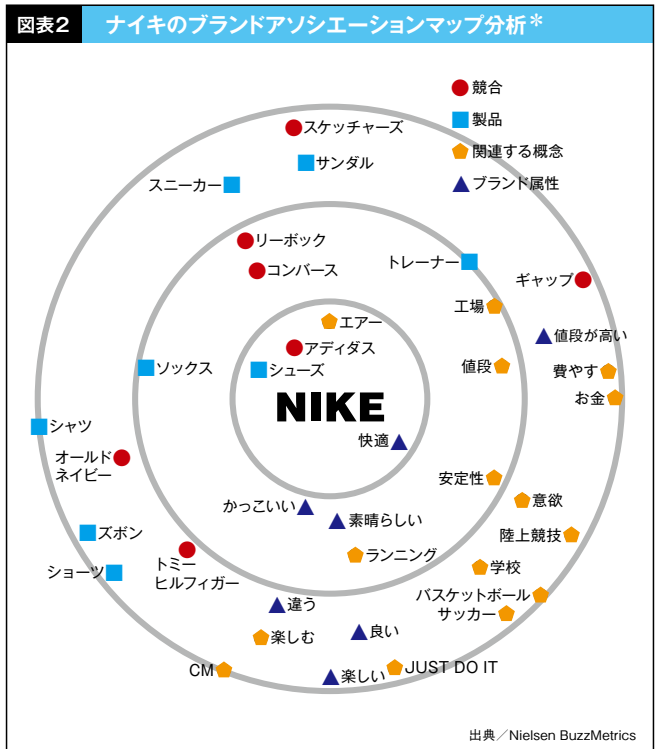 図表2 ナイキのブランドアソシエーションマップ分析*
競合
製品
関連する概念
ブランド属性
スケッチャーズ
サンダル
スニーカー
リーボック
コンバース
トレーナー
ギャップ
工場
エアー
値段が高い
アディダス
ソックス
シューズ
値段
費やす
お金
NIKE
シャツ
快適
オールド
ネイビー
安定性
意欲
かっこいい
素晴らしい
ズボン
陸上競技
ランニング
トミー
ヒルフィガー
ショーツ
学校
バスケットボール
サッカー
違う
良い
楽しむ
CM
楽しい
JUST DO IT
出典／Nielsen BuzzMetrics